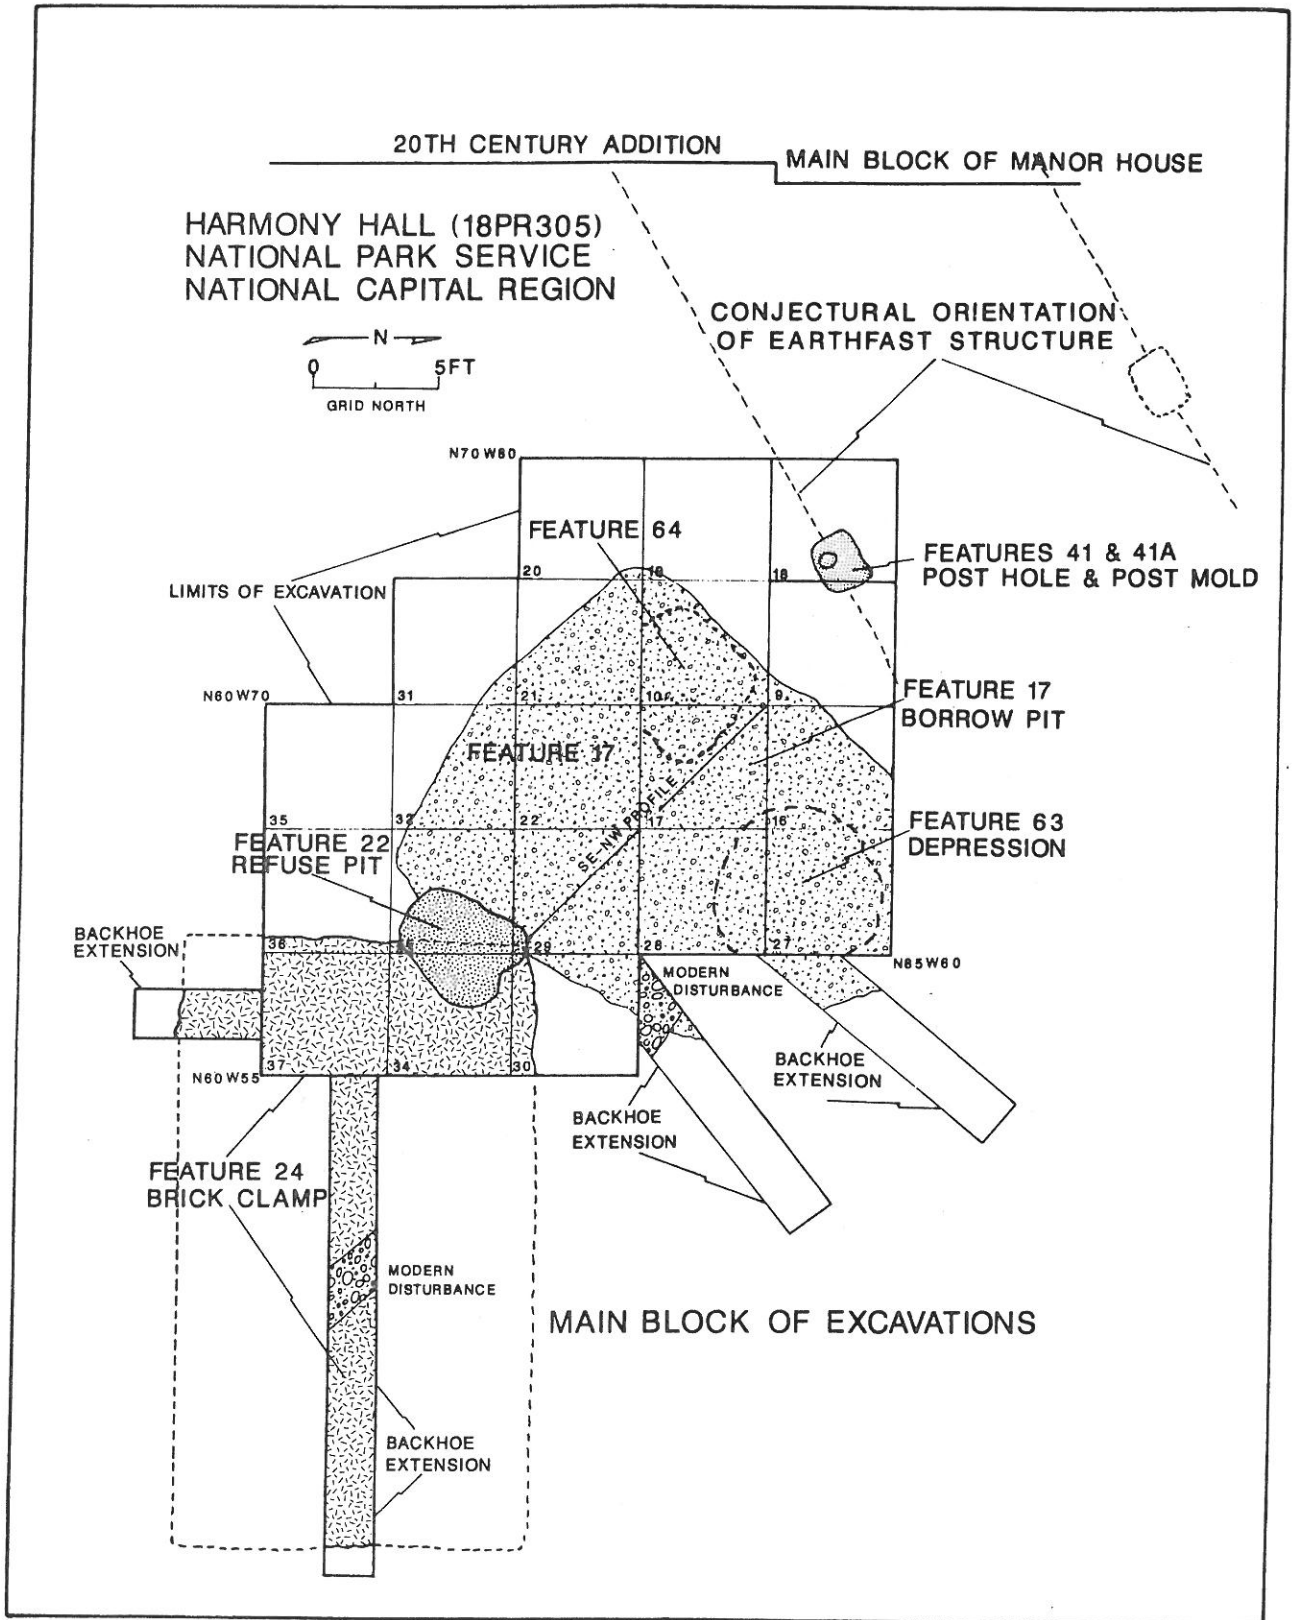 20TH CENTURY ADDITION
MAIN BLOCK OF MANOR HOUSE
HARMONY HALL (18PR305)
NATIONAL PARK SERVICE
NATIONAL CAPITAL REGION
N
0 5FT
GRID NORTH
CONJECTURAL ORIENTATION
OF EARTHFAST STRUCTURE
N70 W60
FEATURE 64
FEATURES 41 & 41A
POST HOLE & POST MOLD
20
18
LIMITS OF EXCAVATION
N60W70
31
21
10
9
FEATURE 17
BORROW PIT
FEATURE 17
SE-NW PROFILE
35
32
22
17
16
FEATURE 22
REFUSE PIT
FEATURE 63
DEPRESSION
BACKHOE
EXTENSION
36
29
28
27
N85W60
MODERN
DISTURBANCE
N60W55
37
34
30
BACKHOE
EXTENSION
BACKHOE
EXTENSION
FEATURE 24
BRICK CLAMP
MODERN
DISTURBANCE
MAIN BLOCK OF EXCAVATIONS
BACKHOE
EXTENSION